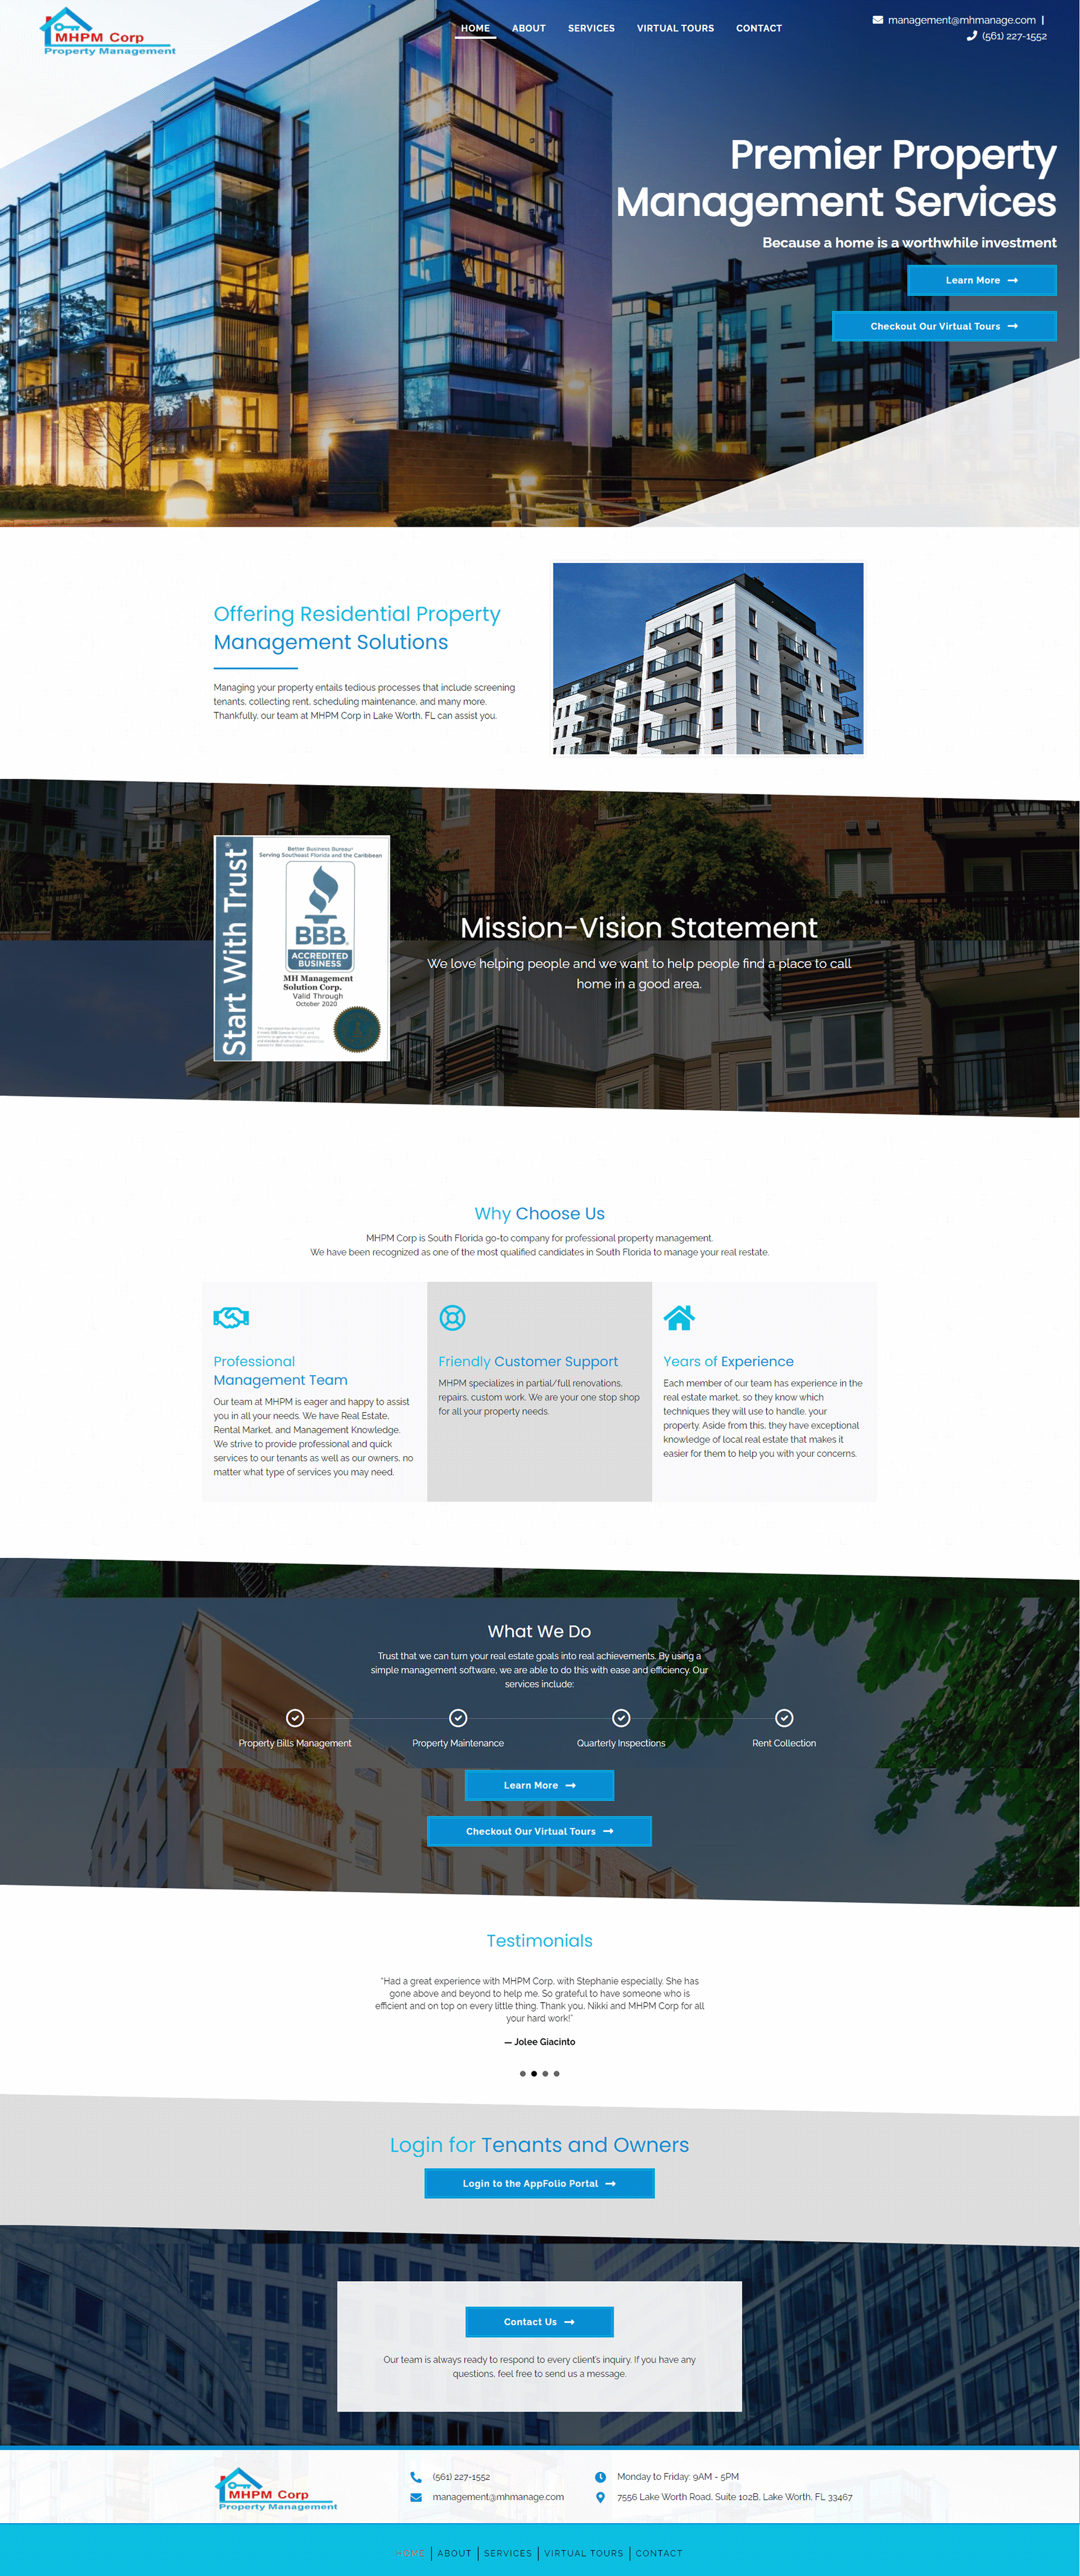 MHPM Corp
Property Management
HOME ABOUT SERVICES VIRTUAL TOURS CONTACT
management@mhmanage.com |
(561) 227-1552
Premier Property
Management Services
Because a home is a worthwhile investment
Learn More
Checkout Our Virtual Tours
Offering Residential Property
Management Solutions
Managing your property entails tedious processes that include screening
tenants, collecting rent, scheduling maintenance, and many more.
Thankfully, our team at MHPM Corp in Lake Worth, FL can assist you.
Start With Trust®
Better Business Bureau®
Serving Southeast Florida and the Caribbean
BBB
ACCREDITED
BUSINESS
MH Management
Solution Corp.
Valid Through
October 2020
Mission-Vision Statement
We love helping people and we want to help people find a place to call
home in a good area.
Why Choose Us
MHPM Corp is South Florida go-to company for professional property management.
We have been recognized as one of the most qualified candidates in South Florida to manage your real restate.
Professional
Management Team
Our team at MHPM is eager and happy to assist
you in all your needs. We have Real Estate,
Rental Market, and Management Knowledge.
We strive to provide professional and quick
services to our tenants as well as our owners, no
matter what type of services you may need.
Friendly Customer Support
MHPM specializes in partial/full renovations,
repairs, custom work. We are your one stop shop
for all your property needs.
Years of Experience
Each member of our team has experience in the
real estate market, so they know which
techniques they will use to handle, your
property. Aside from this, they have exceptional
knowledge of local real estate that makes it
easier for them to help you with your concerns.
What We Do
Trust that we can turn your real estate goals into real achievements. By using a
simple management software, we are able to do this with ease and efficiency. Our
services include:
Property Bills Management
Property Maintenance
Quarterly Inspections
Rent Collection
Learn More
Checkout Our Virtual Tours
Testimonials
"Had a great experience with MHPM Corp, with Stephanie especially. She has
gone above and beyond to help me. So grateful to have someone who is
efficient and on top on every little thing. Thank you, Nikki and MHPM Corp for all
your hard work!"
— Jolee Giacinto
Login for Tenants and Owners
Login to the AppFolio Portal
Contact Us
Our team is always ready to respond to every client's inquiry. If you have any
questions, feel free to send us a message.
MHPM Corp
Property Management
(561) 227-1552
management@mhmanage.com
Monday to Friday: 9AM - 5PM
7556 Lake Worth Road, Suite 102B, Lake Worth, FL 33467
HOME | ABOUT | SERVICES | VIRTUAL TOURS | CONTACT